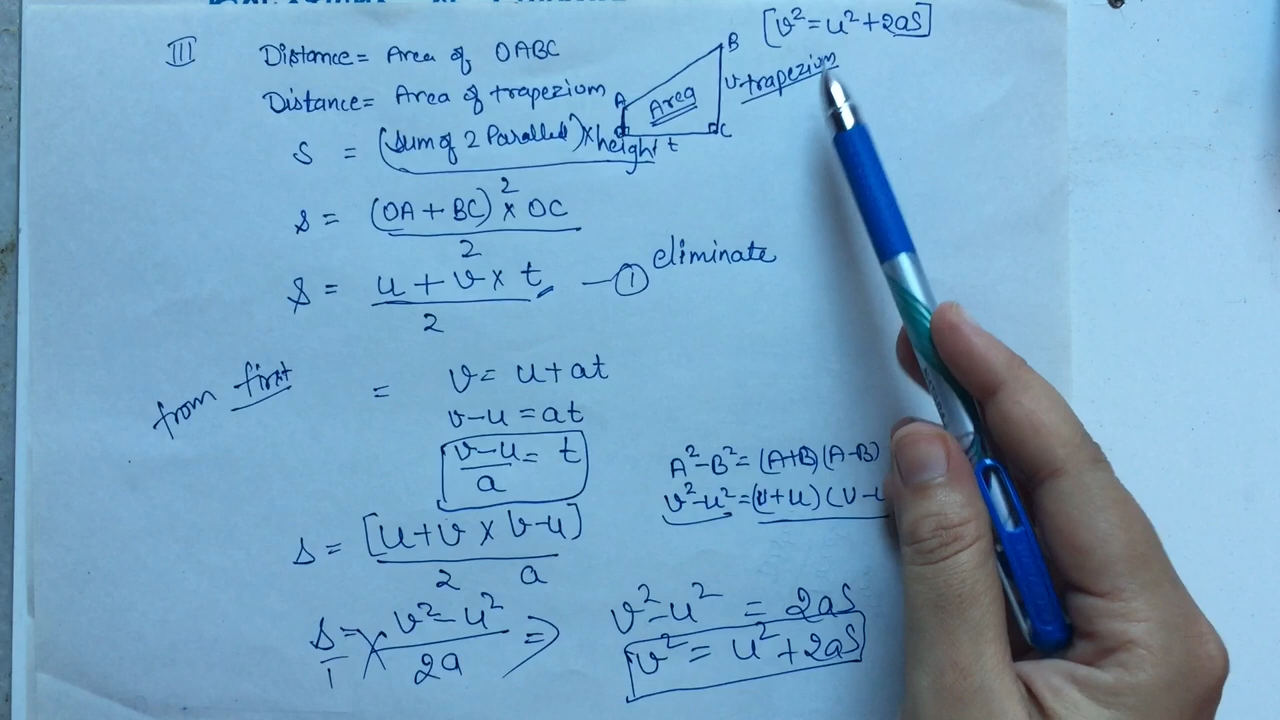 [v²=u²+2aS]
III Distance = Area of OABC
Distance = Area of trapezium
A
B
Area
v trapezium
C
t
S = (Sum of 2 Parallel) × height
2
S = (OA + BC) × OC
2
S = u + v × t — ① eliminate
2
from first = v = u + at
v-u = at
v-u = t
a
A²-B² = (A+B)(A-B)
v²-u² = (v+u)(v-u
S = [u+v × v-u]
2 a
S = v²-u² ⇒ v²-u² = 2aS
1 2a
v² = u² + 2aS